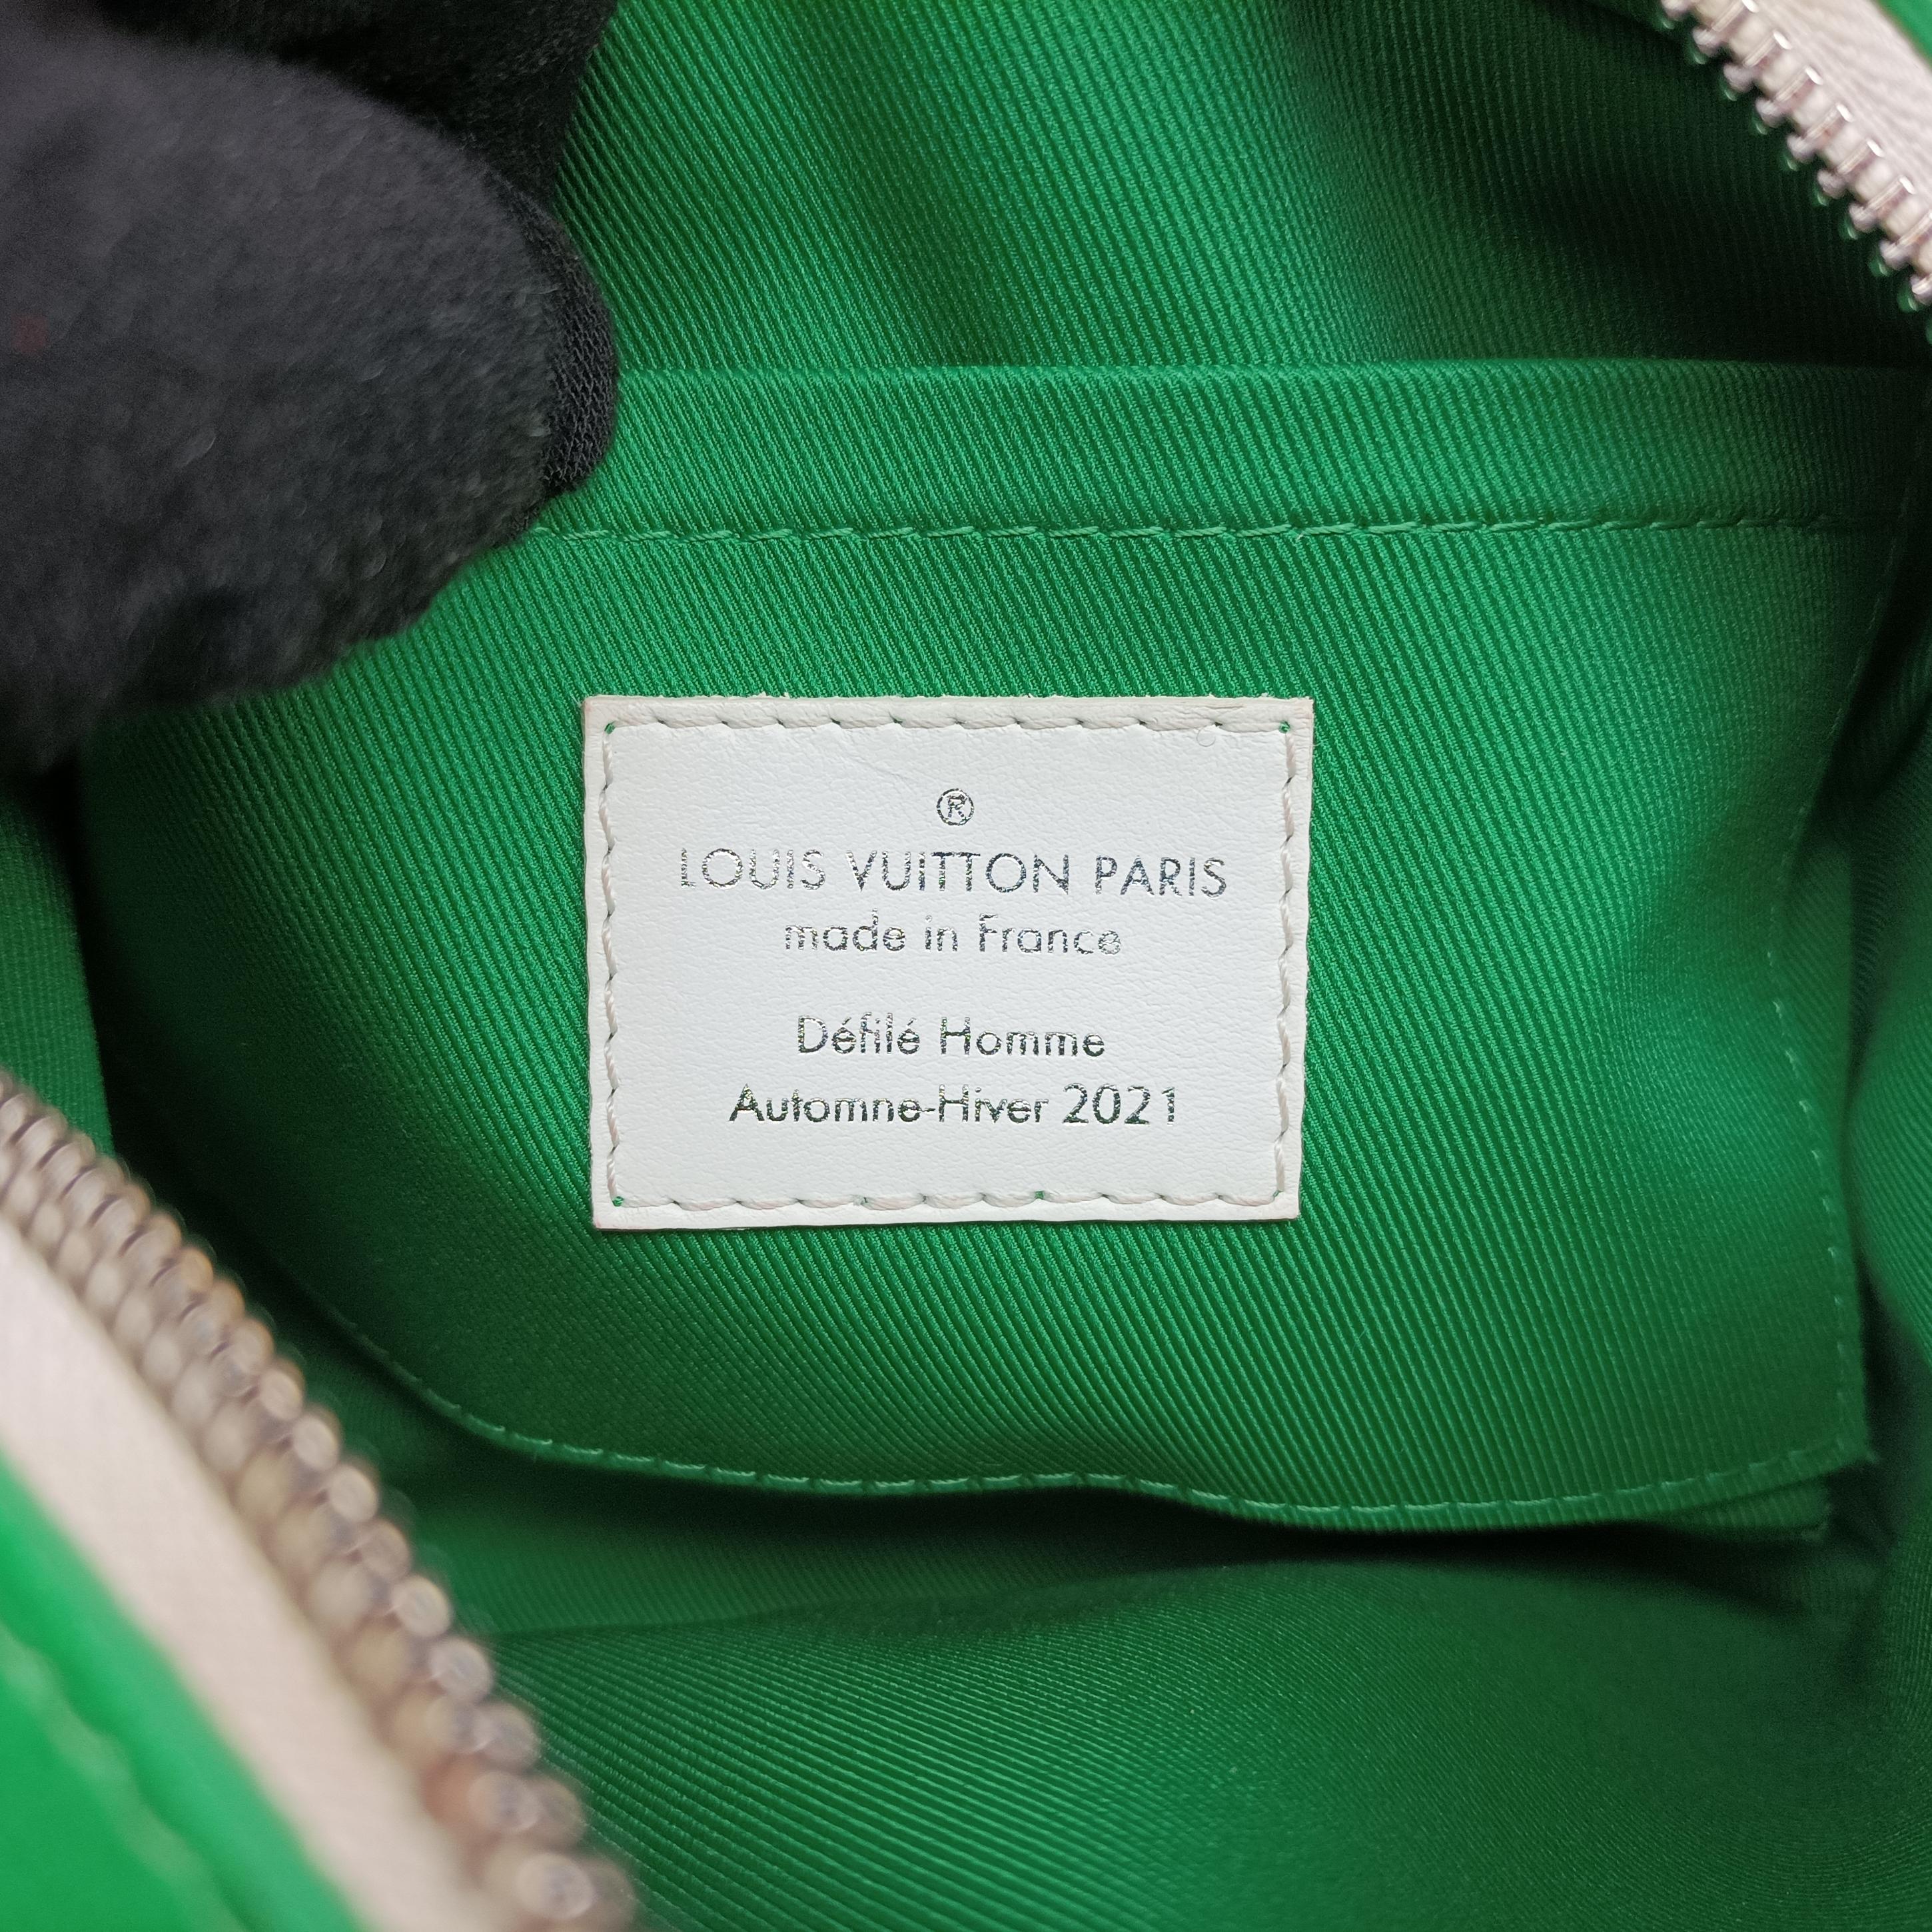 ®
LOUIS VUITTON PARIS
made in France
Défilé Homme
Automne-Hiver 2021